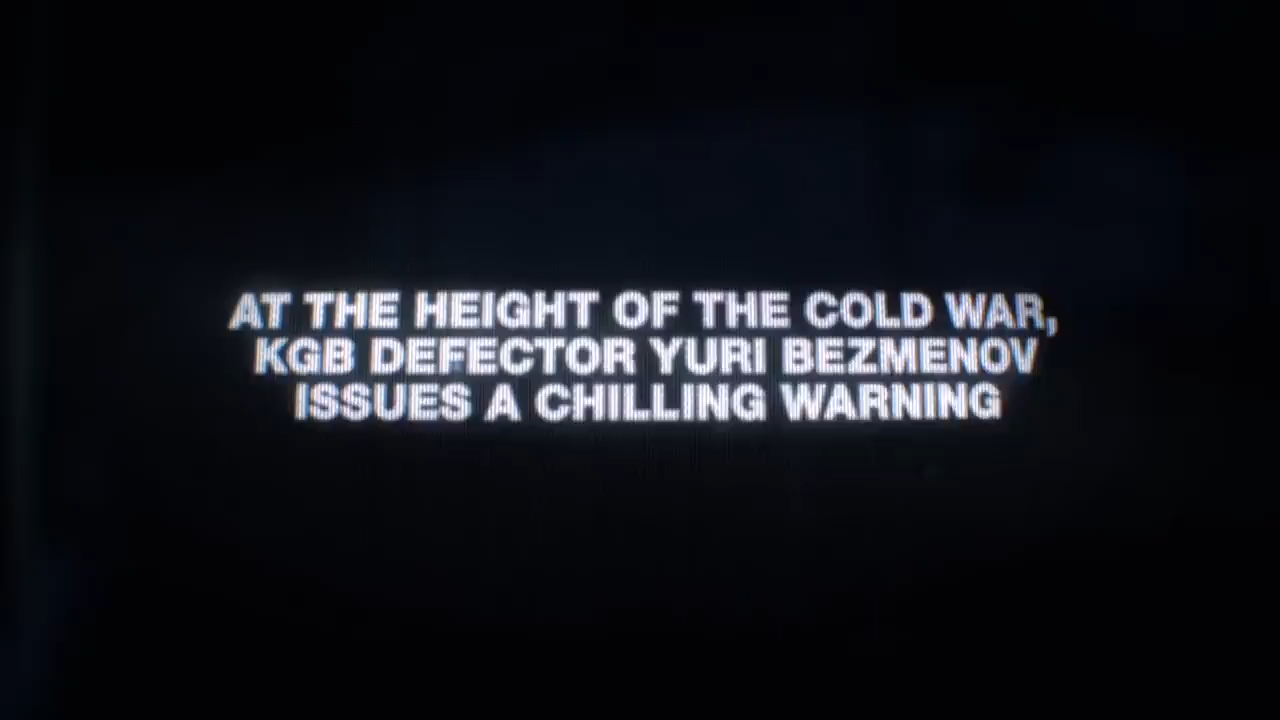 AT THE HEIGHT OF THE COLD WAR,
KGB DEFECTOR YURI BEZMENOV
ISSUES A CHILLING WARNING